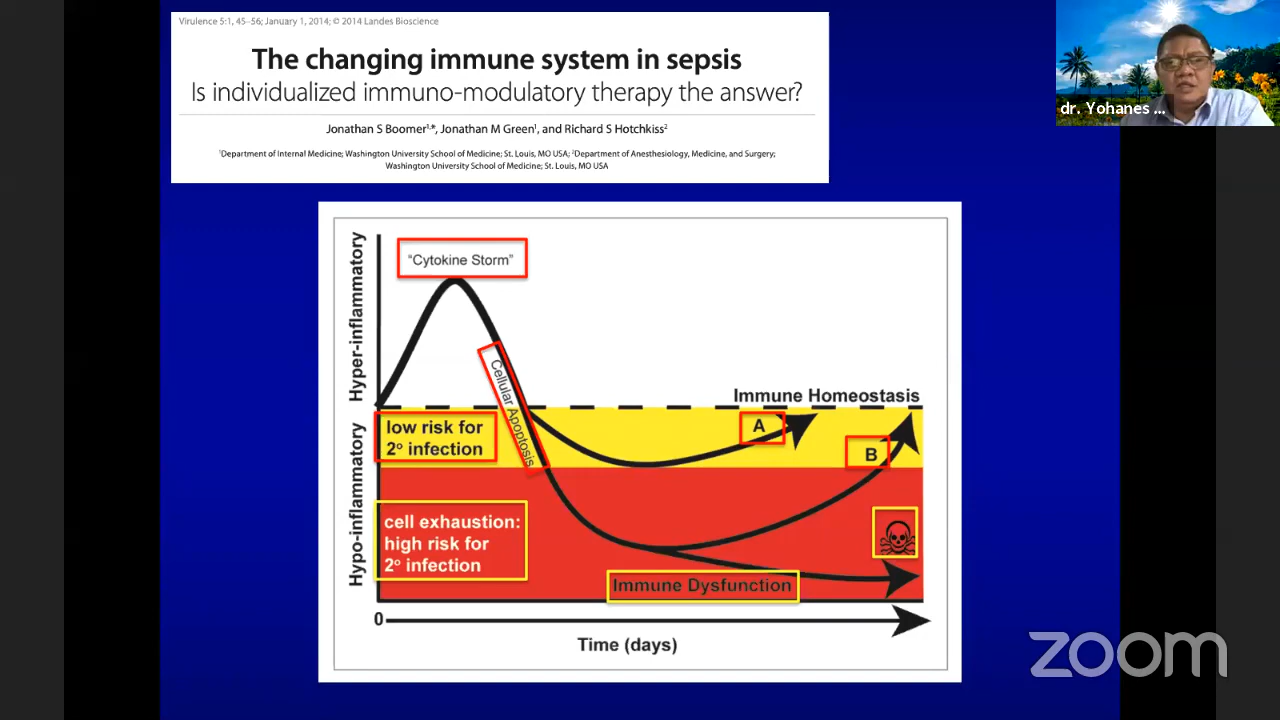 Virulence 5:1, 45–56; January 1, 2014; © 2014 Landes Bioscience
The changing immune system in sepsis
Is individualized immuno-modulatory therapy the answer?
Jonathan S Boomer1,*, Jonathan M Green1, and Richard S Hotchkiss2
1Department of Internal Medicine; Washington University School of Medicine; St. Louis, MO USA; 2Department of Anesthesiology, Medicine, and Surgery;
Washington University School of Medicine; St. Louis, MO USA
dr. Yohanes ...
Hyper-inflammatory
Hypo-inflammatory
“Cytokine Storm”
Cellular Apoptosis
Immune Homeostasis
low risk for
2° infection
A
B
cell exhaustion:
high risk for
2° infection
Immune Dysfunction
0
Time (days)
zoom